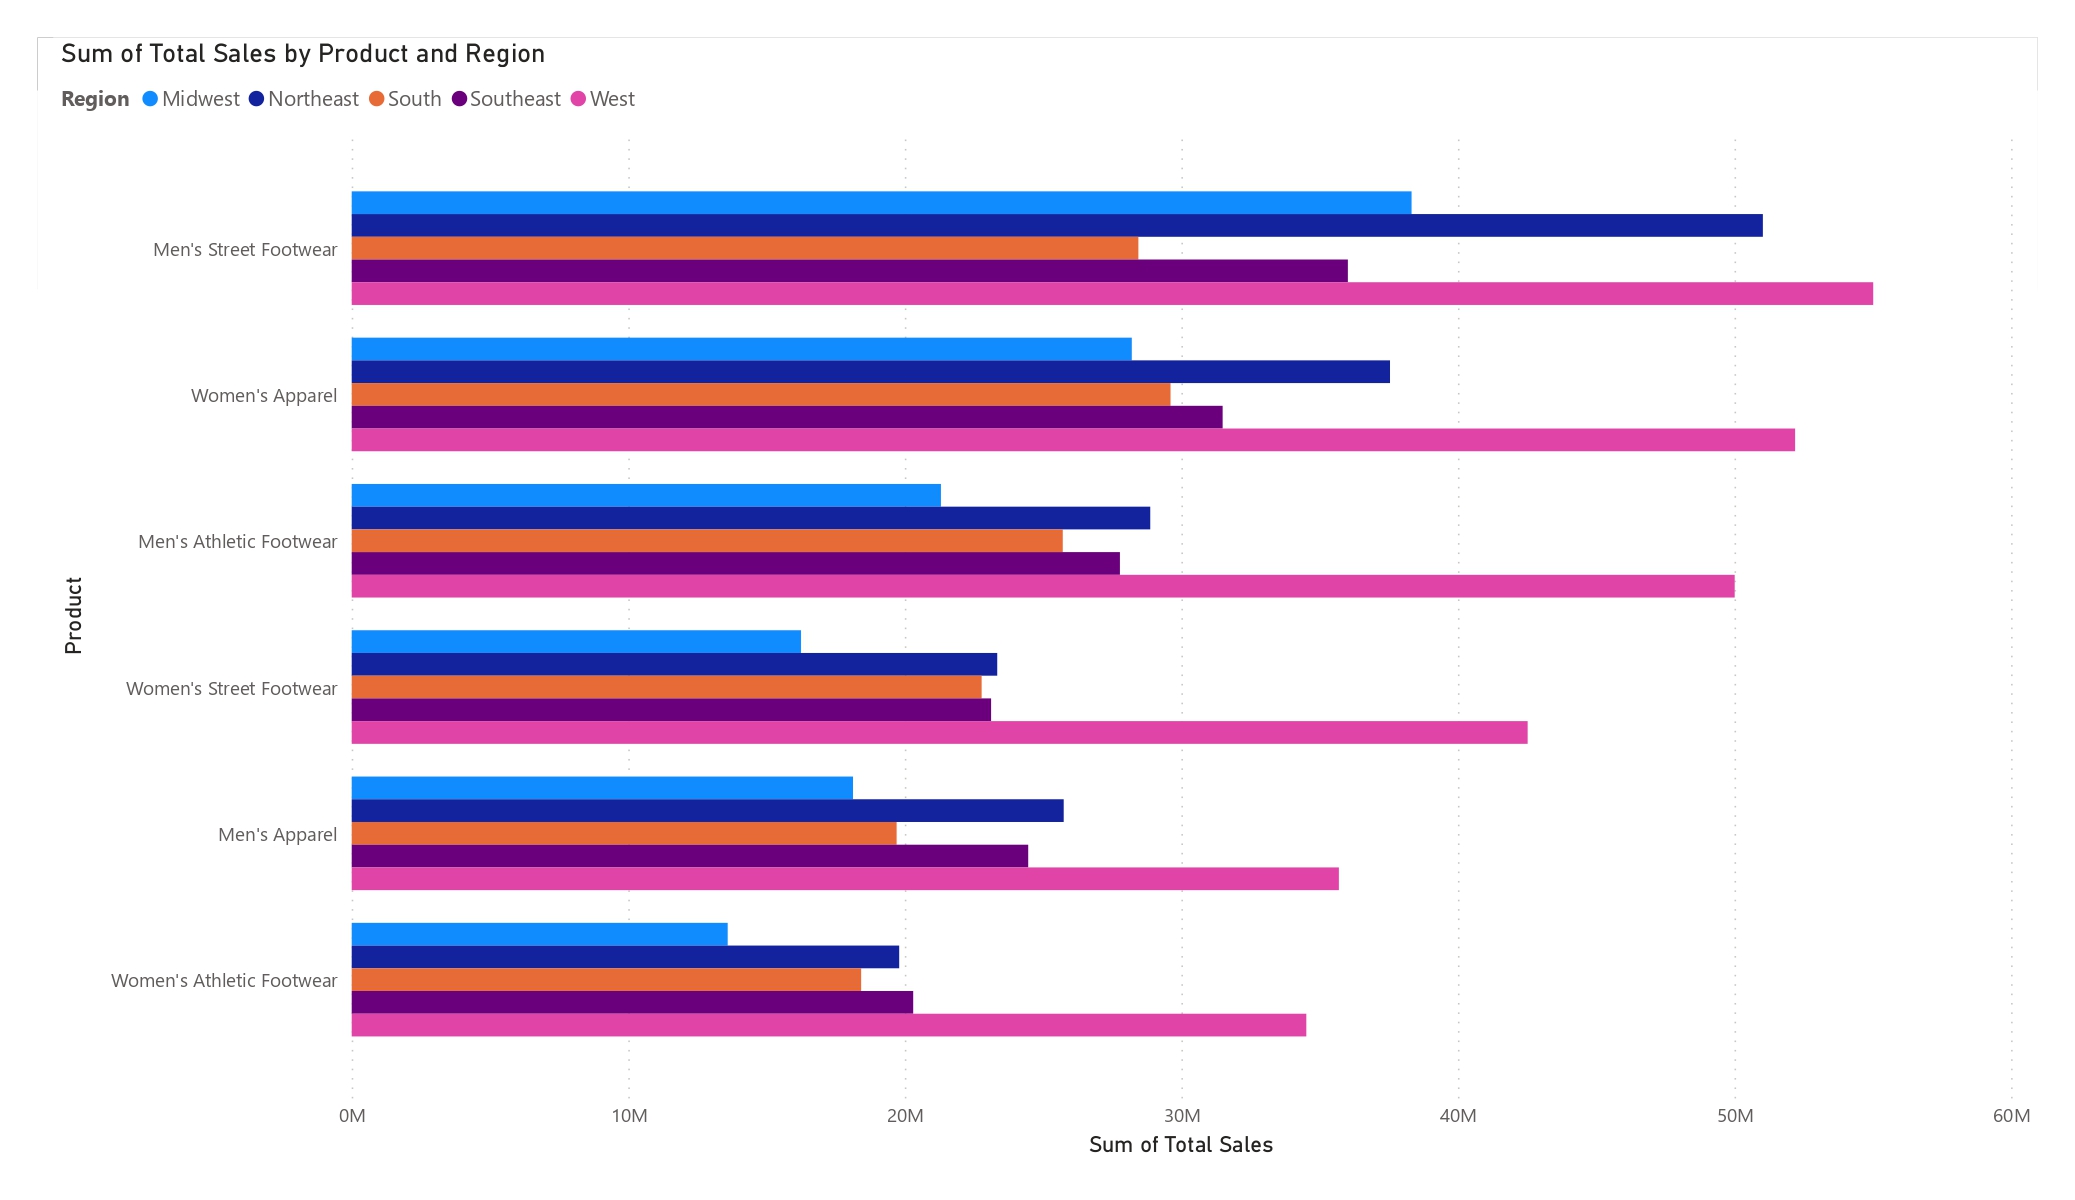 Sum of Total Sales by Product and Region
Region Midwest Northeast South Southeast West
Product
Men's Street Footwear
Women's Apparel
Men's Athletic Footwear
Women's Street Footwear
Men's Apparel
Women's Athletic Footwear
0M 10M 20M 30M 40M 50M 60M
Sum of Total Sales